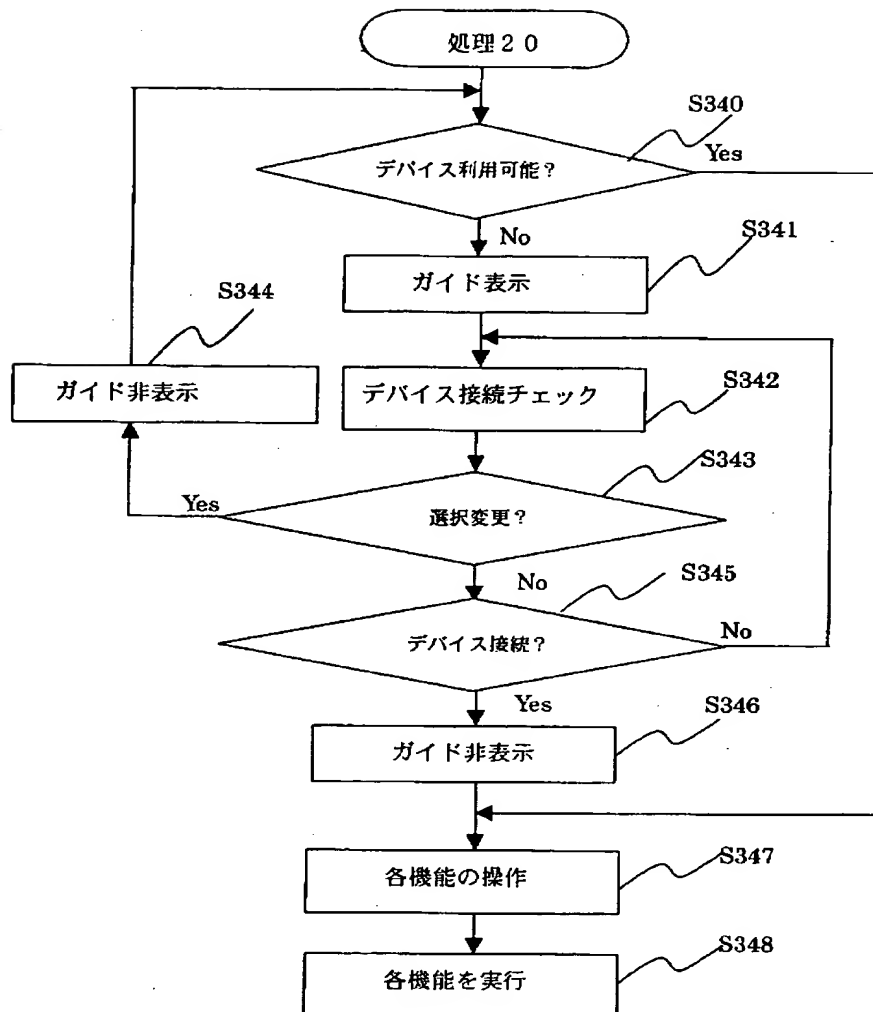 処理２０
S340
デバイス利用可能？
Yes
No
S341
ガイド表示
S344
ガイド非表示
S342
デバイス接続チェック
S343
Yes
選択変更？
No
S345
デバイス接続？
No
Yes
S346
ガイド非表示
S347
各機能の操作
S348
各機能を実行